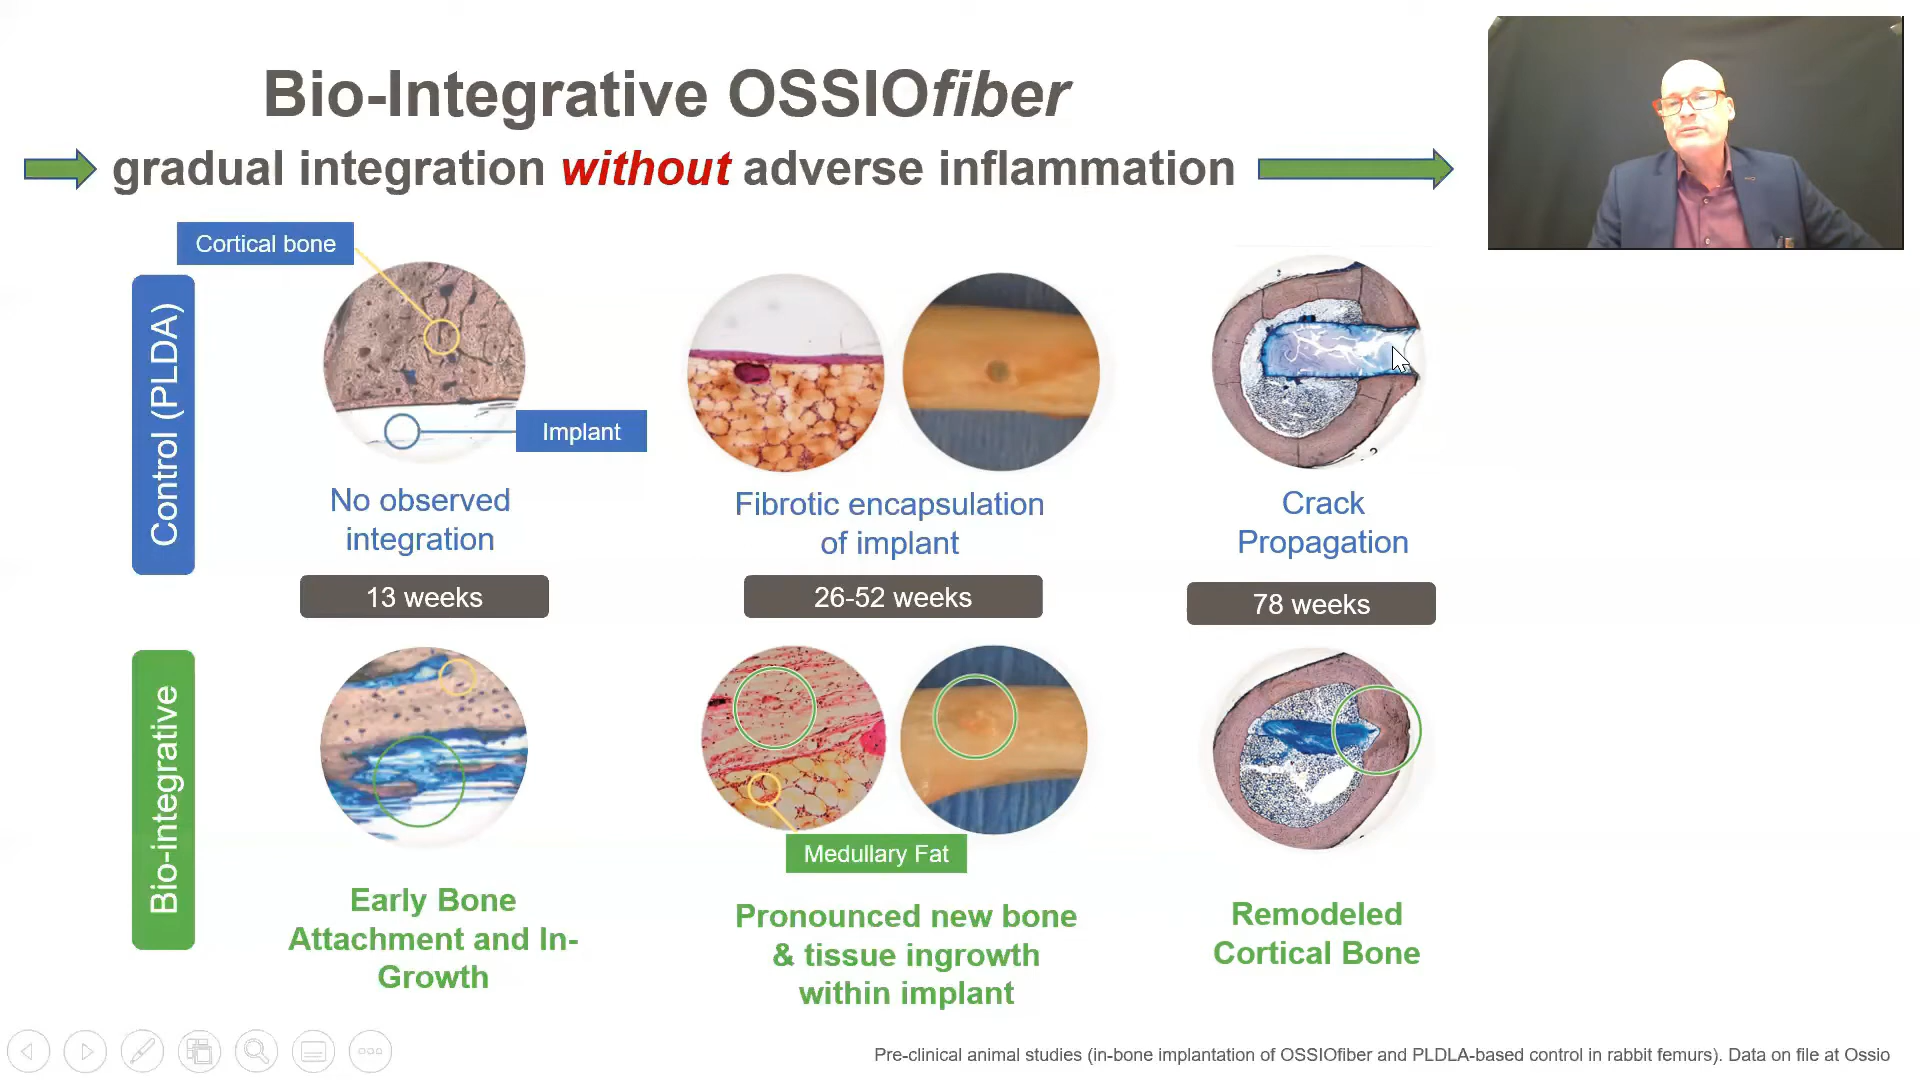 Bio-Integrative OSSIOfiber
gradual integration without adverse inflammation
Control (PLDA)
Cortical bone
Implant
No observed
integration
Fibrotic encapsulation
of implant
Crack
Propagation
13 weeks
26-52 weeks
78 weeks
Bio-integrative
Medullary Fat
Early Bone
Attachment and In-
Growth
Pronounced new bone
& tissue ingrowth
within implant
Remodeled
Cortical Bone
Pre-clinical animal studies (in-bone implantation of OSSIOfiber and PLDLA-based control in rabbit femurs). Data on file at Ossio